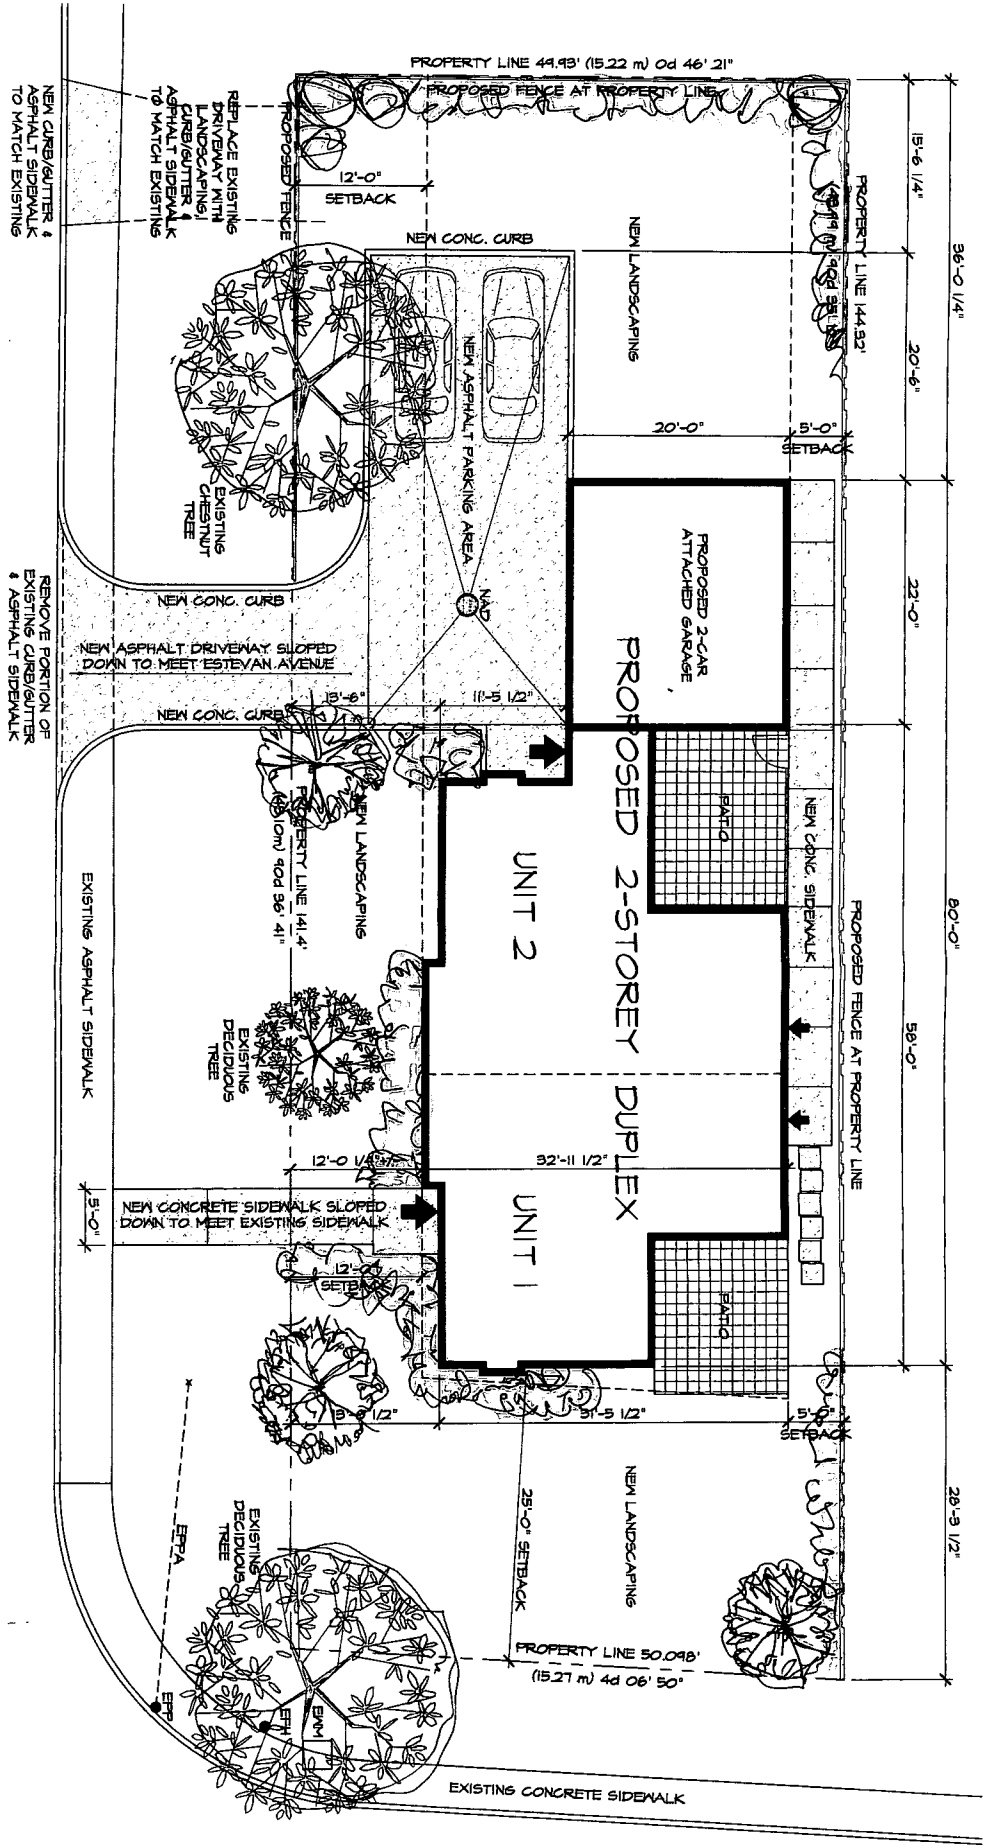 PROPERTY LINE 49.93' (15.22 m) 0d 46' 21"
PROPOSED FENCE AT PROPERTY LINE
15'-6 1/4"
36'-0 1/4"
PROPERTY LINE 144.32'
20'-6"
NEW CURB/GUTTER &
ASPHALT SIDEWALK
TO MATCH EXISTING
REPLACE EXISTING
DRIVEWAY WITH
LANDSCAPING,
CURB/GUTTER &
ASPHALT SIDEWALK
TO MATCH EXISTING
PROPOSED FENCE
12'-0"
SETBACK
NEW CONC. CURB
NEW LANDSCAPING
NEW ASPHALT PARKING AREA
20'-0"
5'-0"
SETBACK
EXISTING
CHESTNUT
TREE
PROPOSED 2-CAR
ATTACHED GARAGE
22'-0"
NAD
NEW CONC. CURB
REMOVE PORTION OF
EXISTING CURB/GUTTER
& ASPHALT SIDEWALK
NEW ASPHALT DRIVEWAY SLOPED
DOWN TO MEET ESTEVAN AVENUE
NEW CONC. CURB
13'-6"
11'-5 1/2"
PROPOSED 2-STOREY DUPLEX
PATIO
NEW CONC. SIDEWALK
PROPOSED FENCE AT PROPERTY LINE
80'-0"
58'-0"
UNIT 2
NEW LANDSCAPING
PROPERTY LINE 141.4'
(43.10m) 90d 36' 41"
EXISTING ASPHALT SIDEWALK
EXISTING
DECIDUOUS
TREE
12'-0 1/4"+/-
32'-11 1/2"
UNIT 1
NEW CONCRETE SIDEWALK SLOPED
DOWN TO MEET EXISTING SIDEWALK
5'-0"
12'-0"
SETBACK
PATIO
31'-5 1/2"
5'-0"
SETBACK
28'-3 1/2"
NEW LANDSCAPING
25'-0" SETBACK
EXISTING
DECIDUOUS
TREE
EPPA
EPP
EFH
EWM
PROPERTY LINE 50.098'
(15.27 m) 4d 06' 50"
EXISTING CONCRETE SIDEWALK